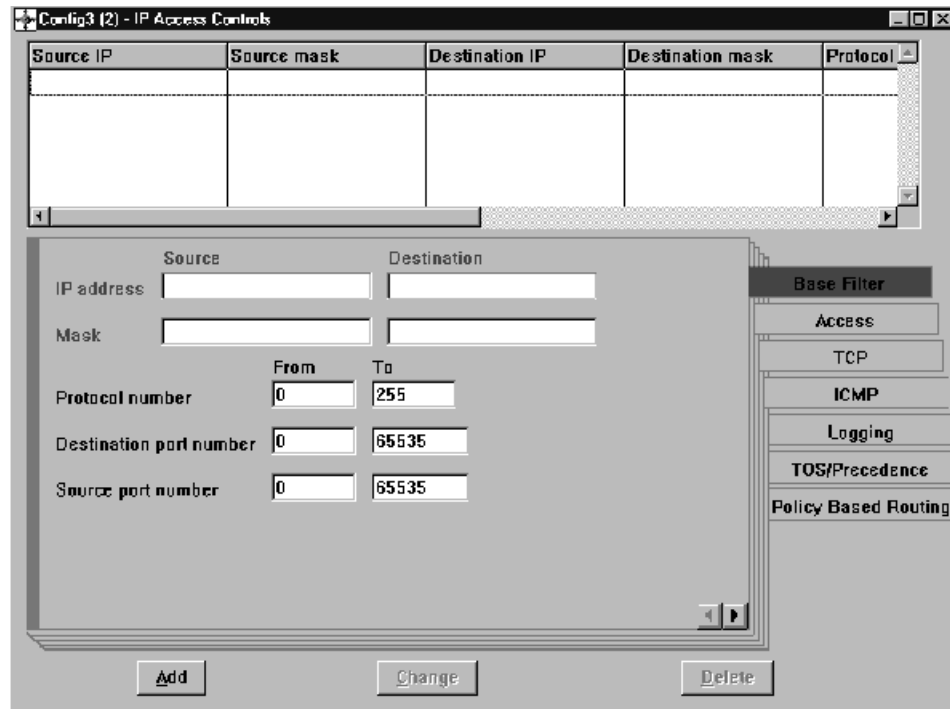 Config3 (2) - IP Access Controls
Source IP Source mask Destination IP Destination mask Protocol
Source Destination
IP address
Mask
From To
Protocol number 0 255
Destination port number 0 65535
Source port number 0 65535
Base Filter
Access
TCP
ICMP
Logging
TOS/Precedence
Policy Based Routing
Add Change Delete